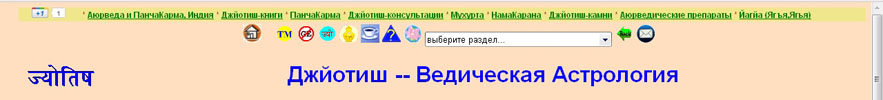 +1 1 * Аюрведа и ПанчаКарма, Индия * Джйотиш-книги * ПанчаКарма * Джйотиш-консультации * Мухурта * НамаКарана * Джйотиш-камни * Аюрведические препараты * Йагйа (Ягья,Ягья)
TM ? выберите раздел...
ज्योतिष Джйотиш -- Ведическая Астрология